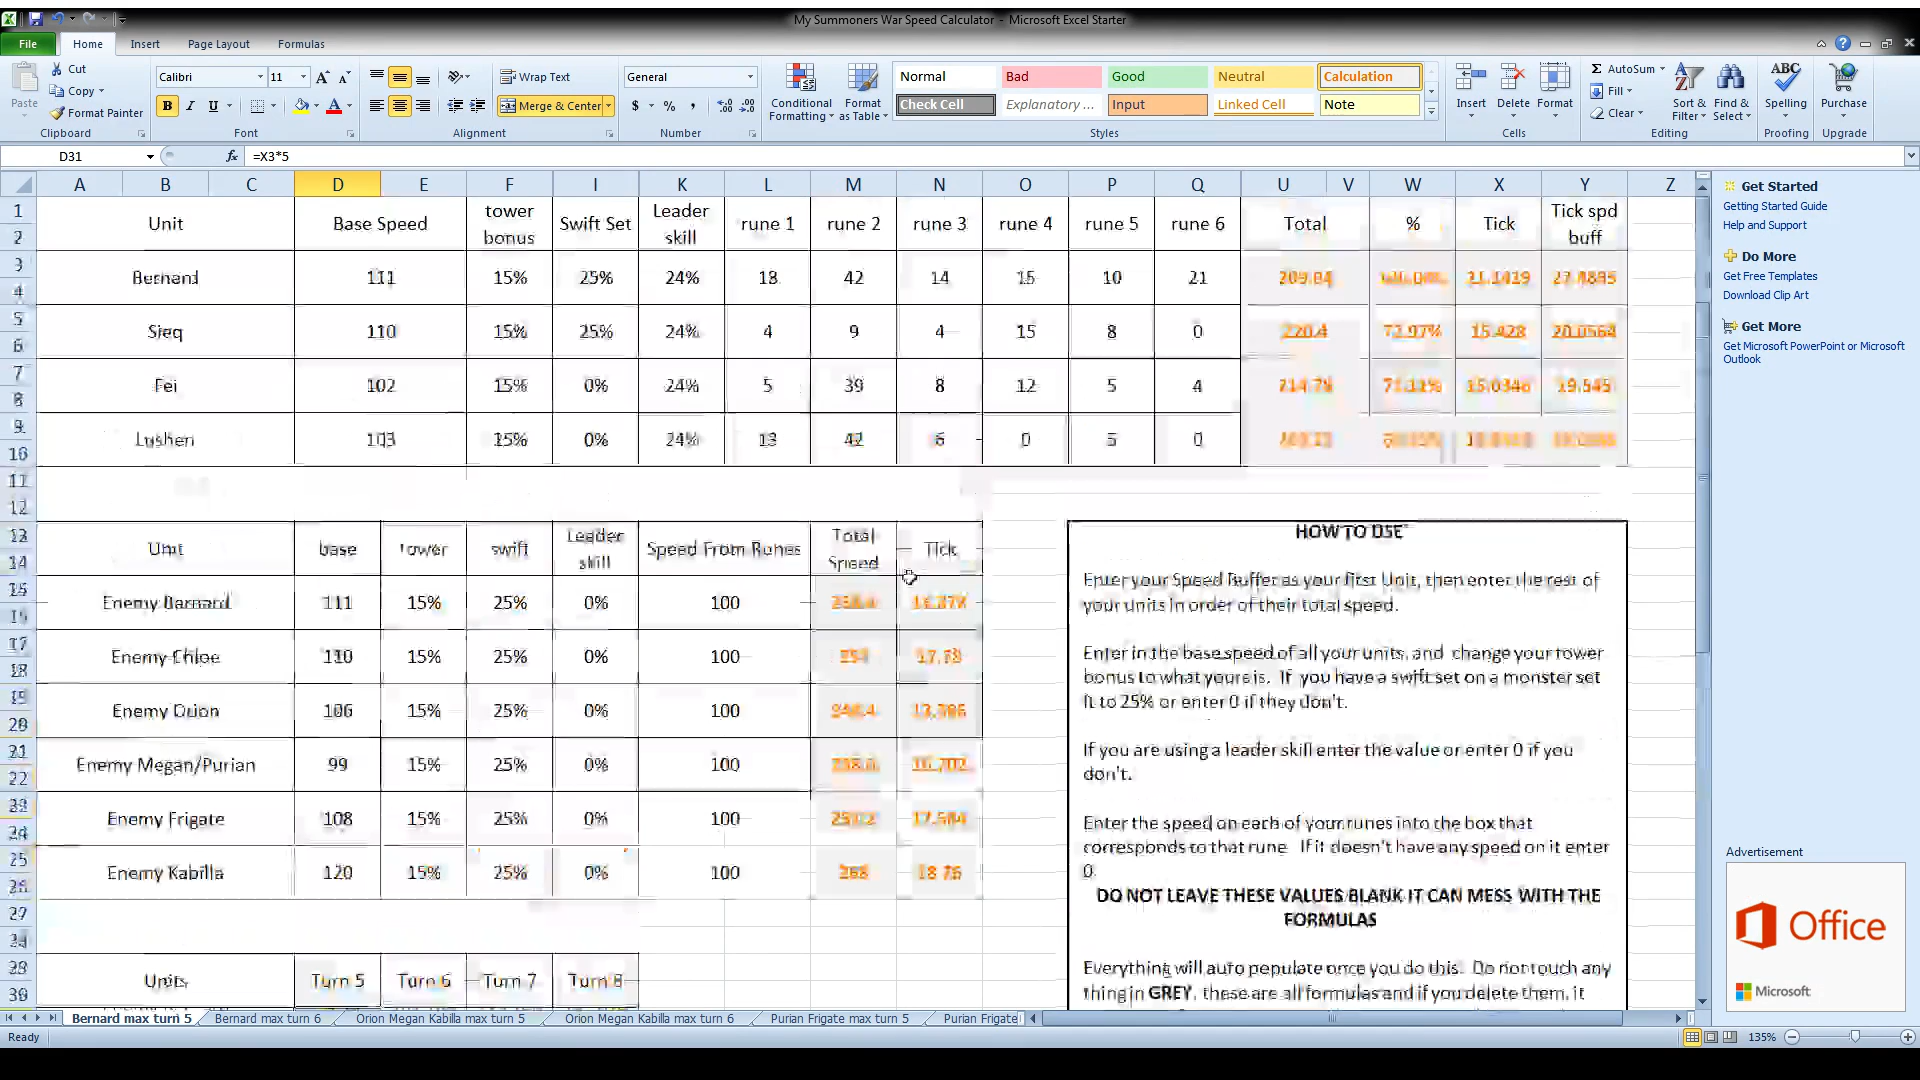 My Summoners War Speed Calculator - Microsoft Excel Starter
File Home Insert Page Layout Formulas
Cut
Copy
Format Painter
Paste
Clipboard
Calibri 11
Font
Wrap Text
Merge & Center
Alignment
General
Number
Conditional Formatting
Format as Table
Normal Bad Good Neutral Calculation
Check Cell Explanatory ... Input Linked Cell Note
Styles
Insert Delete Format
Cells
AutoSum
Fill
Clear
Sort & Filter
Find & Select
Editing
Spelling
Proofing
Purchase
Upgrade
D31 fx =X3*5
A B C D E F I K L M N O P Q U V W X Y Z
Unit Base Speed tower bonus Swift Set Leader skill rune 1 rune 2 rune 3 rune 4 rune 5 rune 6 Total % Tick Tick spd buff
Bernard 111 15% 25% 24% 42 14 15 10 21
110 15% 25% 24% 4 9 4 15 8 0 220.4 15.428 20.0564
Fei 102 15% 0% 24% 5 39 8 12 5 4 19.545
Lushen 103 15% 0% 24% 13 42 6 0 5 0
Unit base tower swift Leader skill Speed From Runes Total Speed Tick
Enemy Barnard 111 15% 25% 0% 100
Enemy Chloe 110 15% 25% 0% 100
Enemy 106 15% 25% 0% 100
Enemy Megan/Purian 99 15% 25% 0% 100
Enemy Frigate 108 15% 25% 0% 100
Enemy Kabilla 120 15% 25% 0% 100 268 18.76
Units Turn 5 Turn 6 Turn 7 Turn 8
HOW TO USE
Enter your Speed Buffer as your first Unit, then enter the rest of
your units in order of their total speed.
Enter in the base speed of all your units, and change your tower
bonus to what youre is. If you have a swift set on a monster set
it to 25% or enter 0 if they don't.
If you are using a leader skill enter the value or enter 0 if you
don't.
Enter the speed on each of your runes into the box that
corresponds to that rune If it doesn't have any speed on it enter
0.
DO NOT LEAVE THESE VALUES BLANK IT CAN MESS WITH THE
FORMULAS
Everything will auto populate once you do this. Do not touch any
thing in GREY, these are all formulas and if you delete them, it
Get Started
Getting Started Guide
Help and Support
Do More
Get Free Templates
Download Clip Art
Get More
Get Microsoft PowerPoint or Microsoft
Outlook
Advertisement
Office
Microsoft
Bernard max turn 5 Bernard max turn 6 Orion Megan Kabilla max turn 5 Orion Megan Kabilla max turn 6 Purian Frigate max turn 5 Purian Frigate
Ready 135%